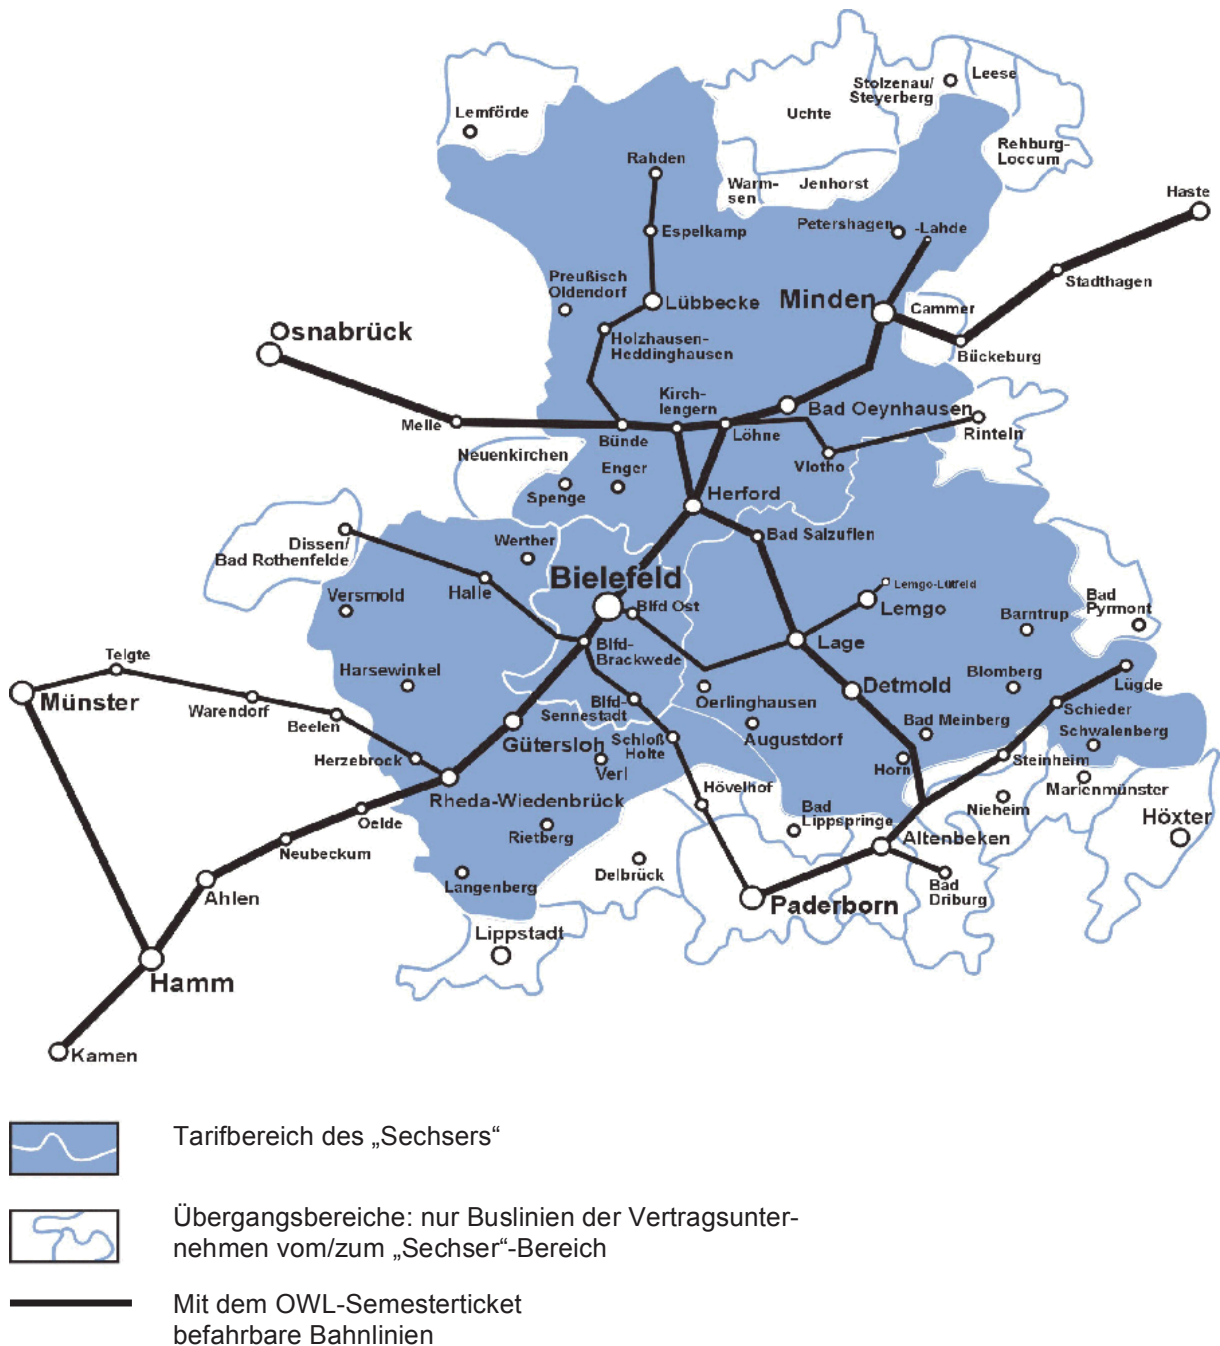 Lemförde
Uchte
Stolzenau/
Steyerberg
Leese
Rehburg-
Loccum
Warm-
sen
Jenhorst
Rahden
Espelkamp
Petershagen
-Lahde
Haste
Stadthagen
Preußisch
Oldendorf
Lübbecke
Minden
Cammer
Bückeburg
Osnabrück
Holzhausen-
Heddinghausen
Kirch-
lengern
Bad Oeynhausen
Melle
Bünde
Löhne
Rinteln
Vlotho
Neuenkirchen
Enger
Spenge
Herford
Bad Salzuflen
Dissen/
Bad Rothenfelde
Werther
Halle
Versmold
Bielefeld
Blfd Ost
Lemgo-Lüttfeld
Lemgo
Bad
Pyrmont
Barntrup
Blfd-
Brackwede
Lage
Telgte
Münster
Harsewinkel
Warendorf
Beelen
Blfd-
Sennestadt
Oerlinghausen
Detmold
Blomberg
Lügde
Schieder
Herzebrock
Gütersloh
Schloß
Holte
Augustdorf
Bad Meinberg
Schwalenberg
Verl
Horn
Steinheim
Rheda-Wiedenbrück
Hövelhof
Marienmünster
Oelde
Rietberg
Bad
Lippspringe
Nieheim
Höxter
Neubeckum
Altenbeken
Ahlen
Langenberg
Delbrück
Bad
Driburg
Paderborn
Lippstadt
Hamm
Kamen
Tarifbereich des „Sechsers“
Übergangsbereiche: nur Buslinien der Vertragsunter-
nehmen vom/zum „Sechser“-Bereich
Mit dem OWL-Semesterticket
befahrbare Bahnlinien